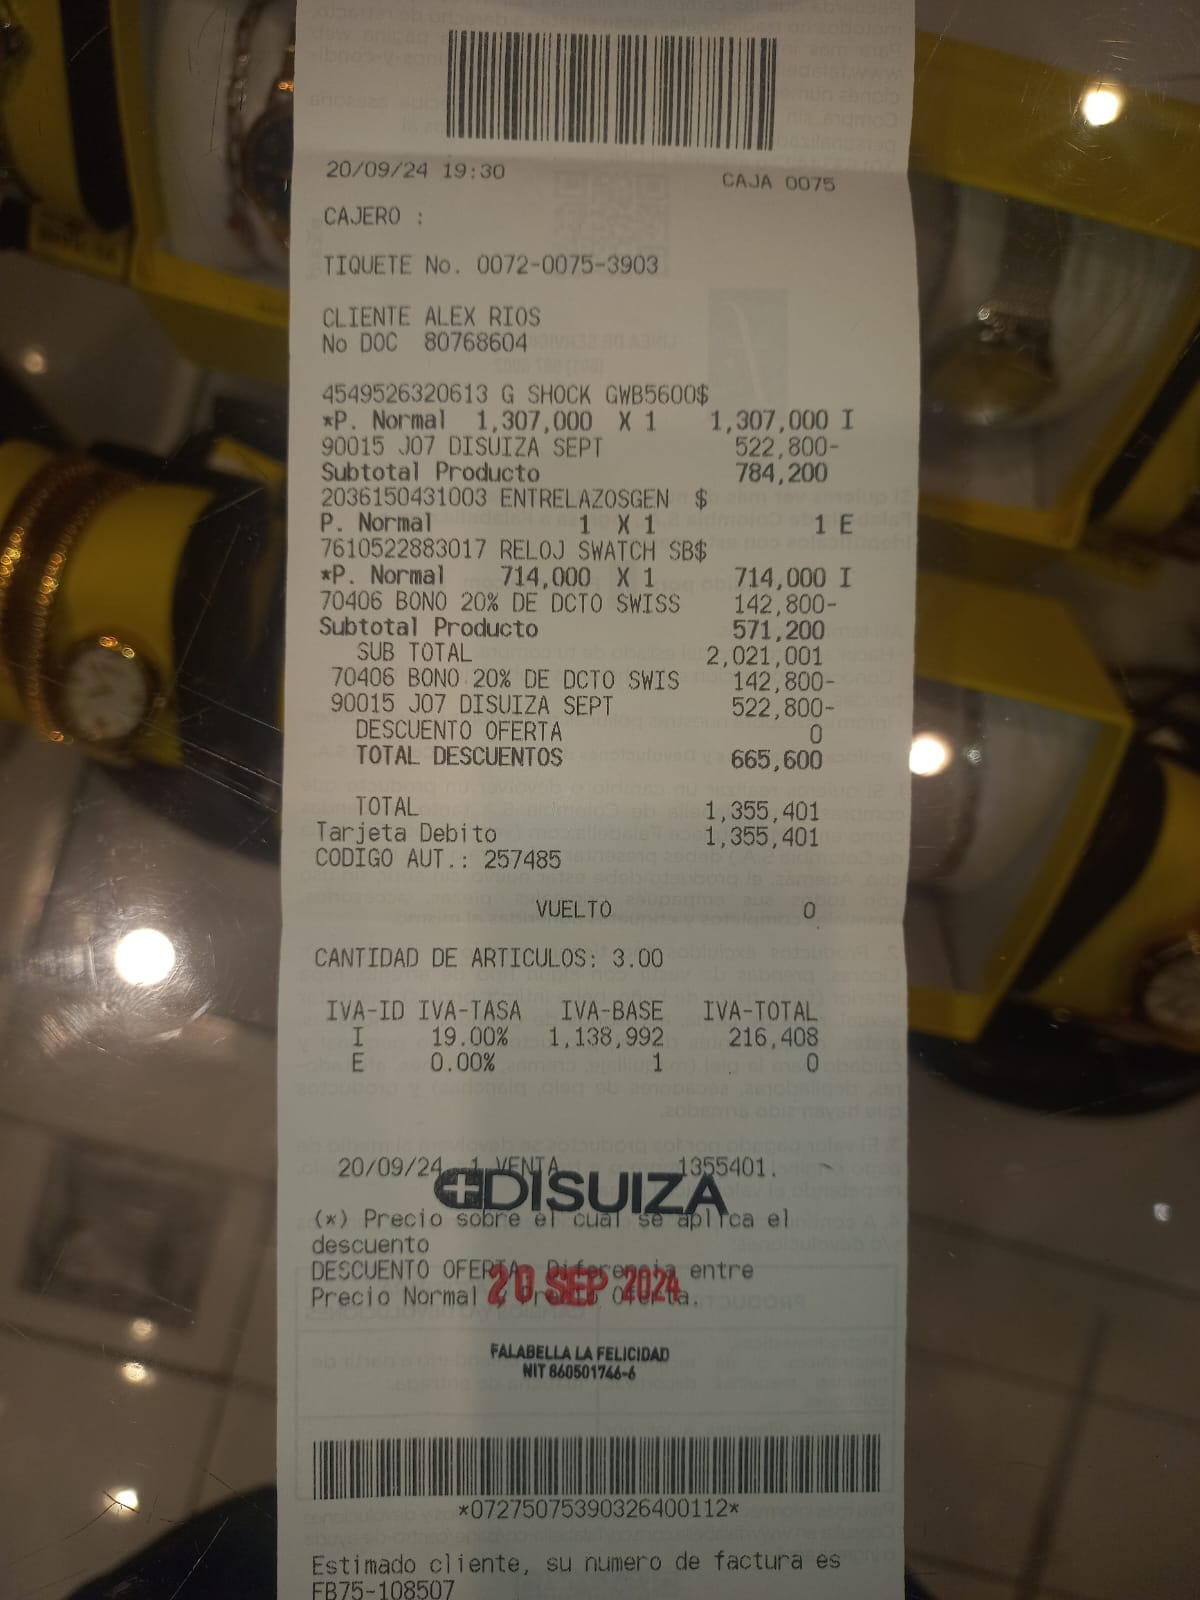 20/09/24 19:30 CAJA 0075
CAJERO :
TIQUETE No. 0072-0075-3903
CLIENTE ALEX RIOS
No DOC 80768604
4549526320613 G SHOCK GWB5600$
*P. Normal 1,307,000 X 1 1,307,000 I
90015 J07 DISUIZA SEPT 522,800-
Subtotal Producto 784,200
2036150431003 ENTRELAZOSGEN $
P. Normal 1 X 1 1 E
7610522883017 RELOJ SWATCH SB$
*P. Normal 714,000 X 1 714,000 I
70406 BONO 20% DE DCTO SWISS 142,800-
Subtotal Producto 571,200
SUB TOTAL 2,021,001
70406 BONO 20% DE DCTO SWIS 142,800-
90015 J07 DISUIZA SEPT 522,800-
DESCUENTO OFERTA 0
TOTAL DESCUENTOS 665,600
TOTAL 1,355,401
Tarjeta Debito 1,355,401
CODIGO AUT.: 257485
VUELTO 0
CANTIDAD DE ARTICULOS: 3.00
IVA-ID IVA-TASA IVA-BASE IVA-TOTAL
I 19.00% 1,138,992 216,408
E 0.00% 1 0
20/09/24 1 VENTA 1355401.
DISUIZA
(*) Precio sobre el cual se aplica el
descuento
DESCUENTO OFERTA Diferencia entre
Precio Normal y Precio Oferta.
20 SEP 2024
FALABELLA LA FELICIDAD
NIT 860501746-6
*07275075390326400112*
Estimado cliente, su numero de factura es
FB75-108507